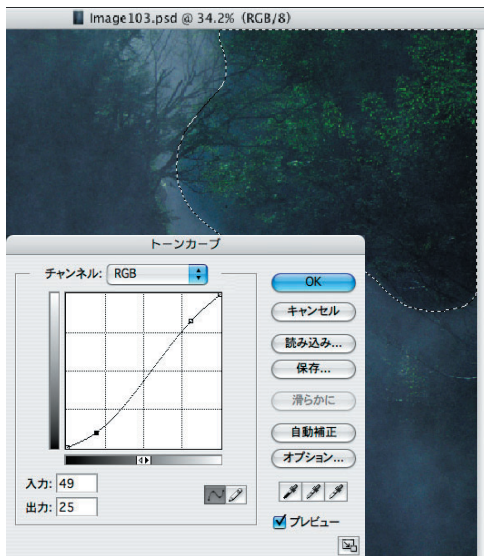 Image103.psd @ 34.2% (RGB/8)
トーンカーブ
チャンネル: RGB
OK
キャンセル
読み込み...
保存...
滑らかに
自動補正
オプション...
入力: 49
出力: 25
プレビュー